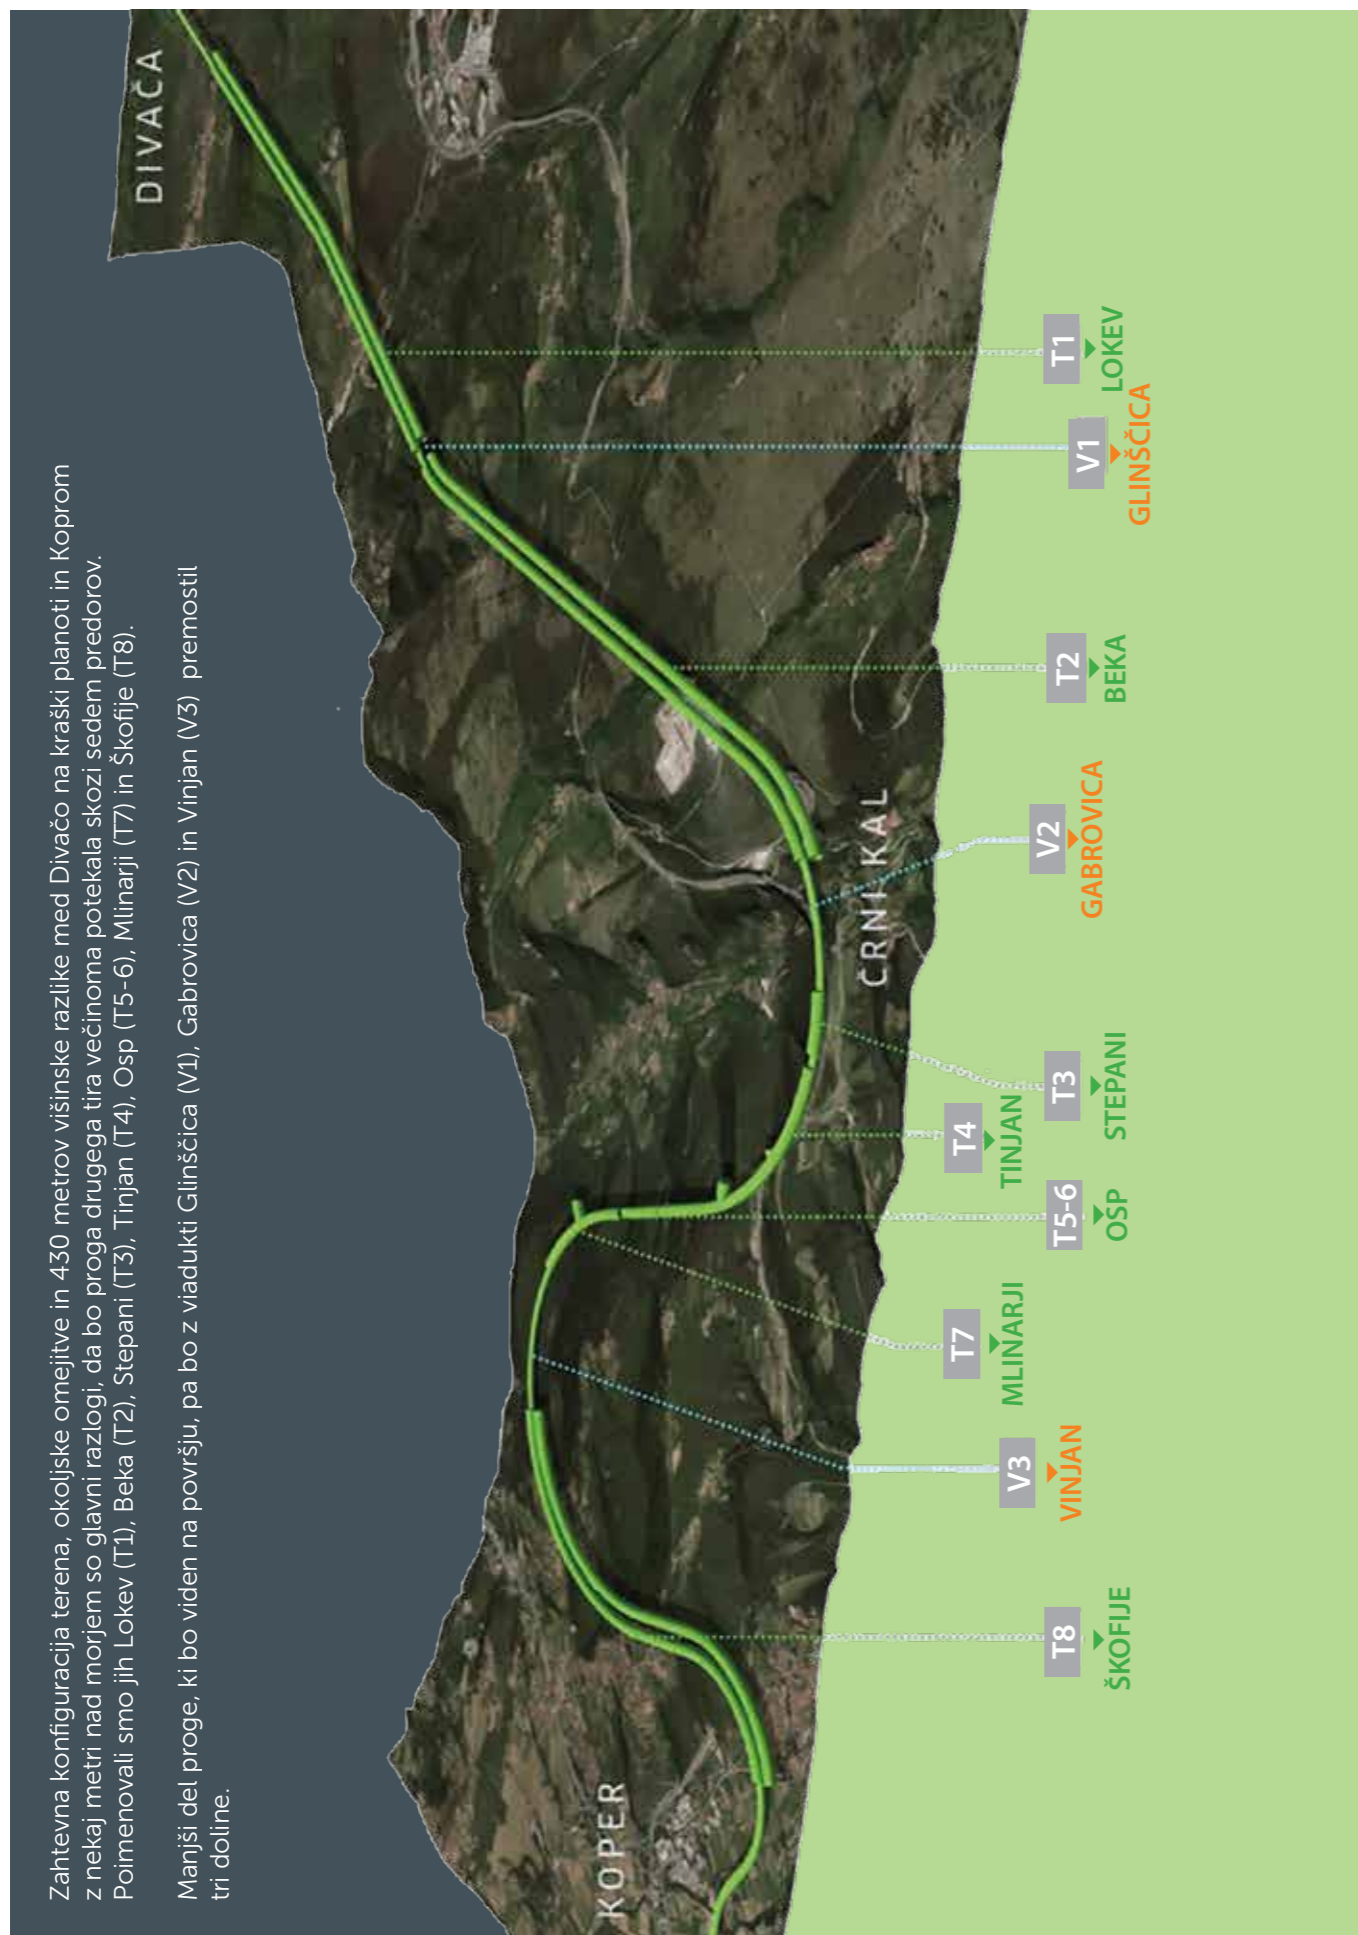 Zahtevna konfiguracija terena, okoljske omejitve in 430 metrov višinske razlike med Divačo na kraški planoti in Koprom
z nekaj metri nad morjem so glavni razlogi, da bo proga drugega tira večinoma potekala skozi sedem predorov.
Poimenovali smo jih Lokev (T1), Beka (T2), Stepani (T3), Tinjan (T4), Osp (T5-6), Mlinarji (T7) in Škofije (T8).
Manjši del proge, ki bo viden na površju, pa bo z viadukti Glinščica (V1), Gabrovica (V2) in Vinjan (V3) premostil
tri doline.
DIVAČA
KOPER
ČRNI KAL
T8
ŠKOFIJE
V3
VINJAN
T7
MLINARJI
T5-6
OSP
T4
TINJAN
T3
STEPANI
V2
GABROVICA
T2
BEKA
V1
GLINŠČICA
T1
LOKEV